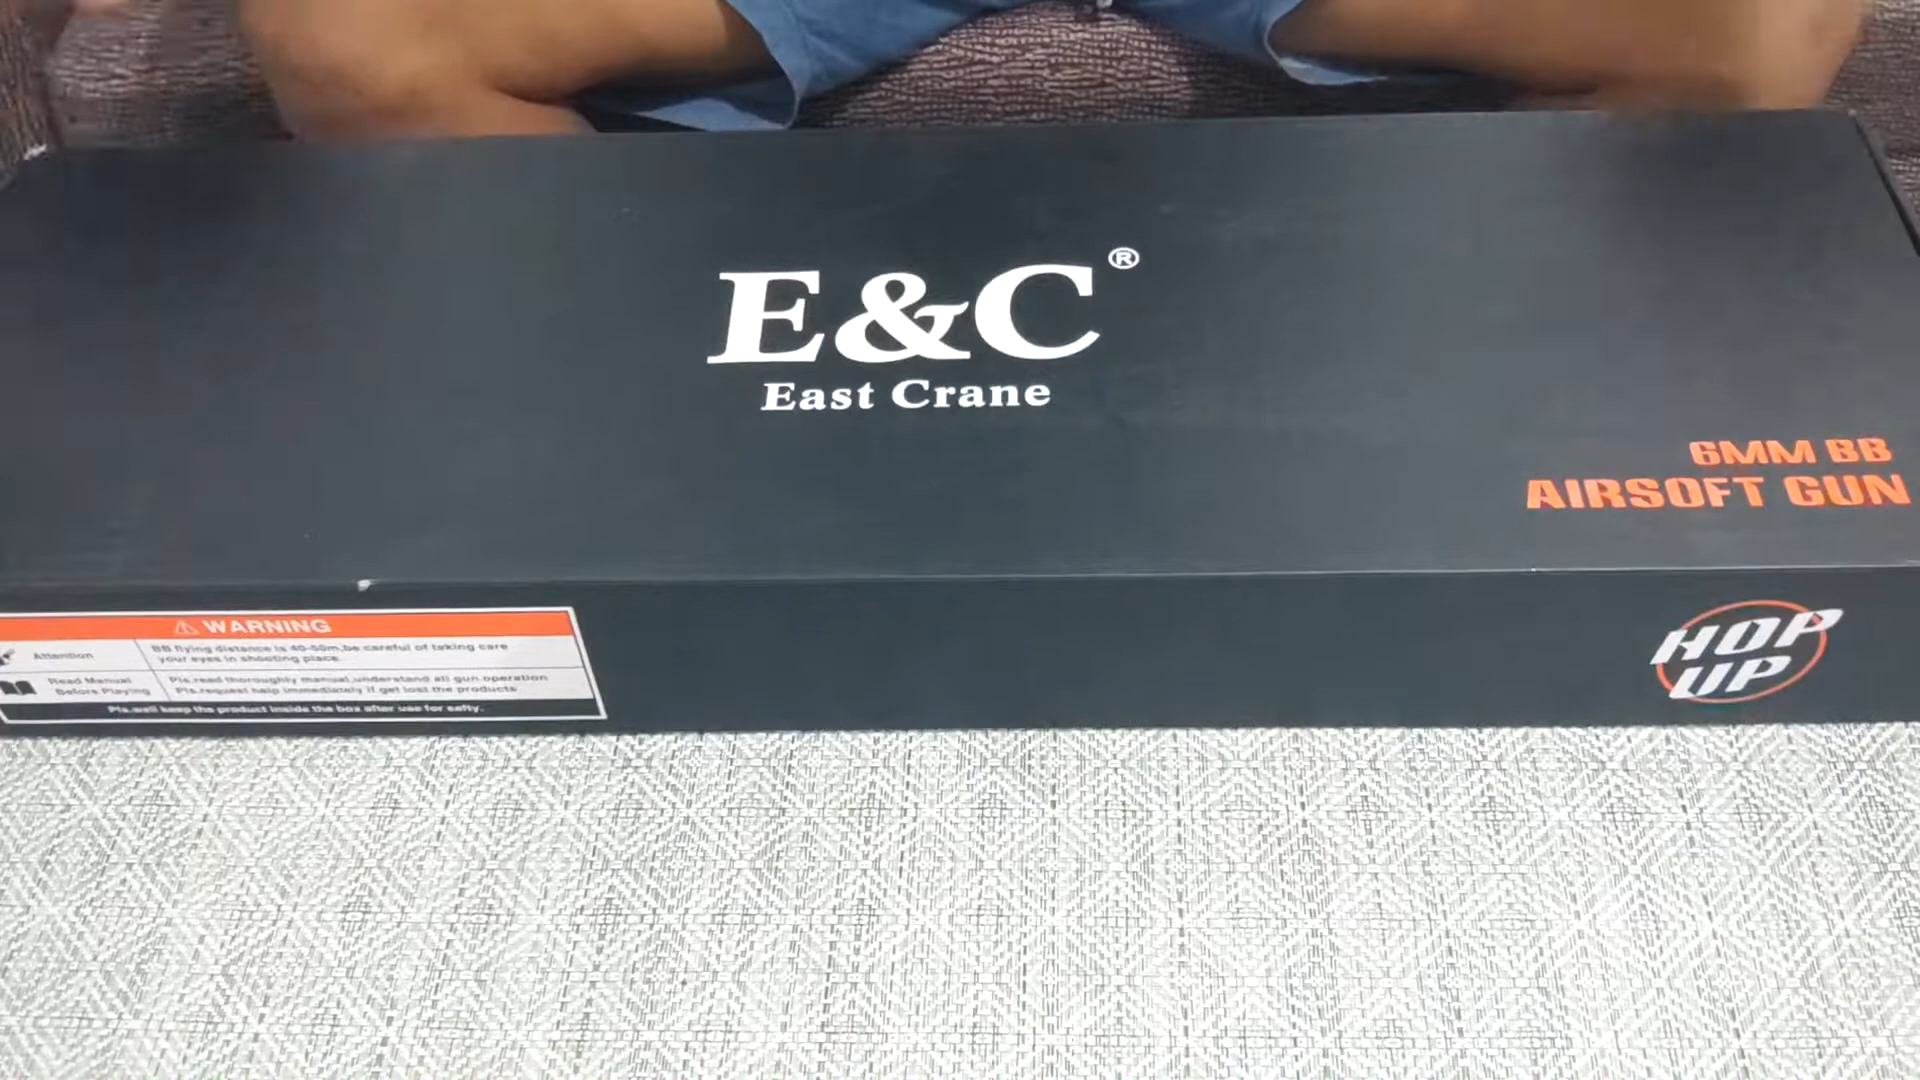 E&C®
East Crane
6MM BB
AIRSOFT GUN
WARNING
Attention
BB flying distance is 40-50m,be careful of taking care
your eyes in shooting place.
Read Manual
Before Playing
Pls.read thoroughly manual,understand all gun operation
Pls.request help immediately if get lost the products
Pls.well keep the product inside the box after use for safty.
HOP
UP